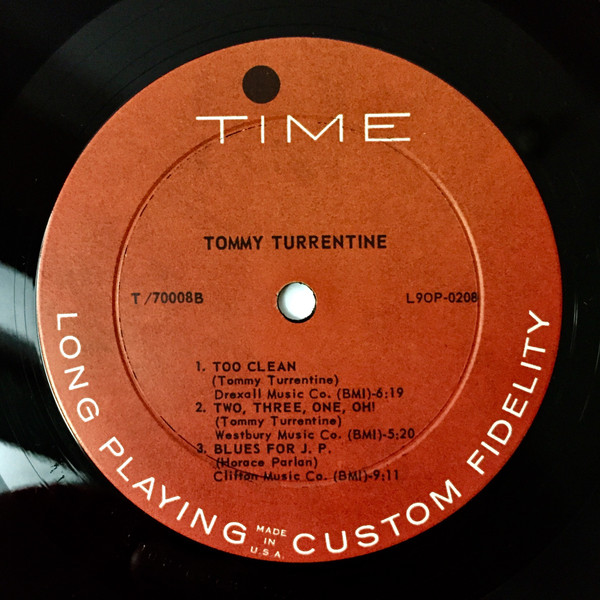 TIME
TOMMY TURRENTINE
T/70008B
L9OP-0208
1. TOO CLEAN
(Tommy Turrentine)
Drexall Music Co. (BMI)-6:19
2. TWO, THREE, ONE, OH!
(Tommy Turrentine)
Westbury Music Co. (BMI)-5:20
3. BLUES FOR J. P.
(Horace Parlan)
Clifton Music Co. (BMI)-9:11
LONG PLAYING
MADE
IN
U.S.A.
CUSTOM FIDELITY